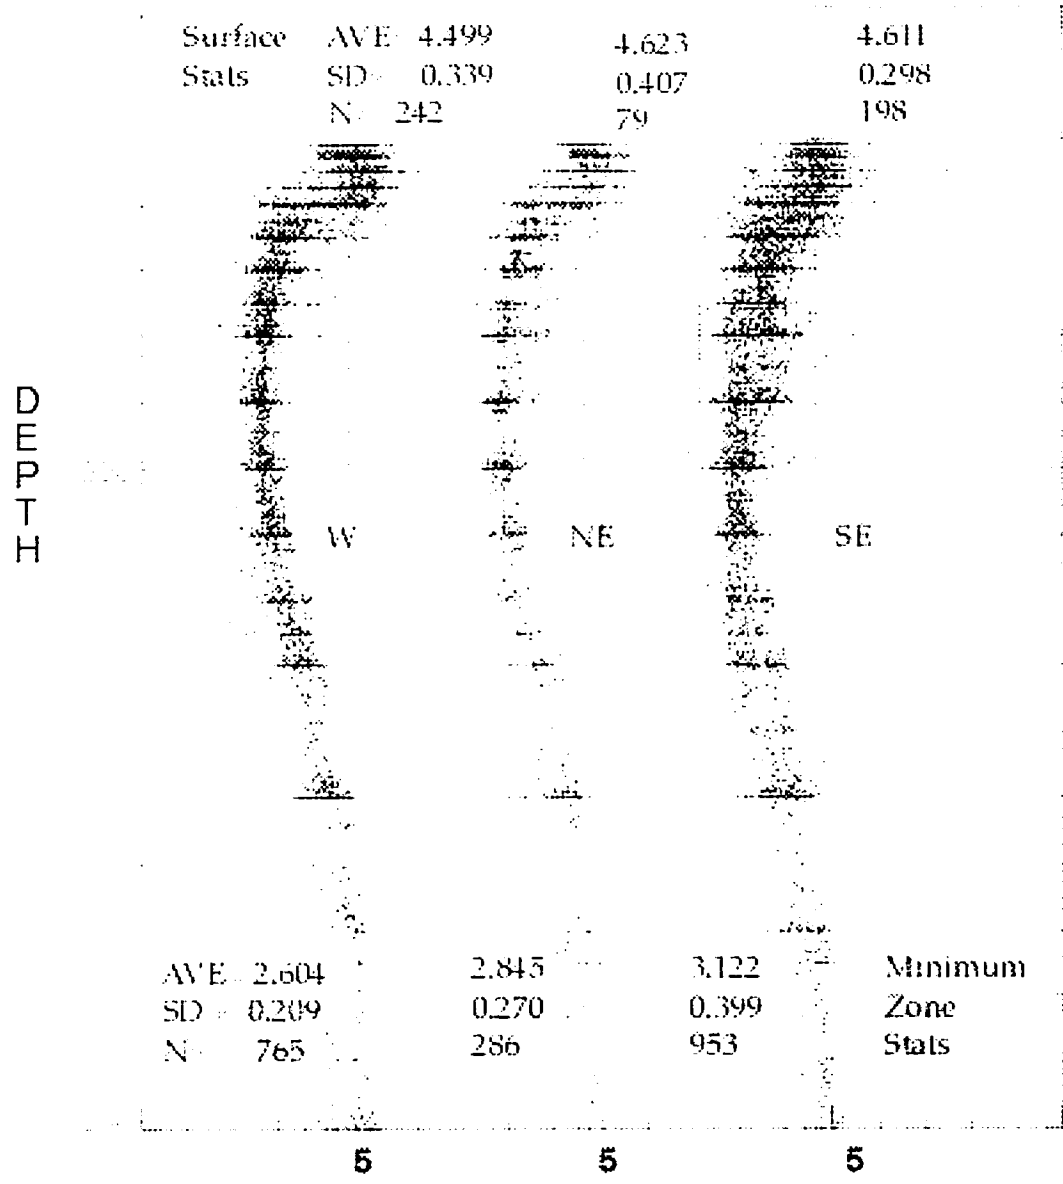 Surface AVE 4.499 4.623 4.611
Stats SD 0.339 0.407 0.298
N 242 79 198
DEPTH
W NE SE
AVE 2.604 2.845 3.122 Minimum
SD 0.209 0.270 0.399 Zone
N 765 286 953 Stats
5 5 5